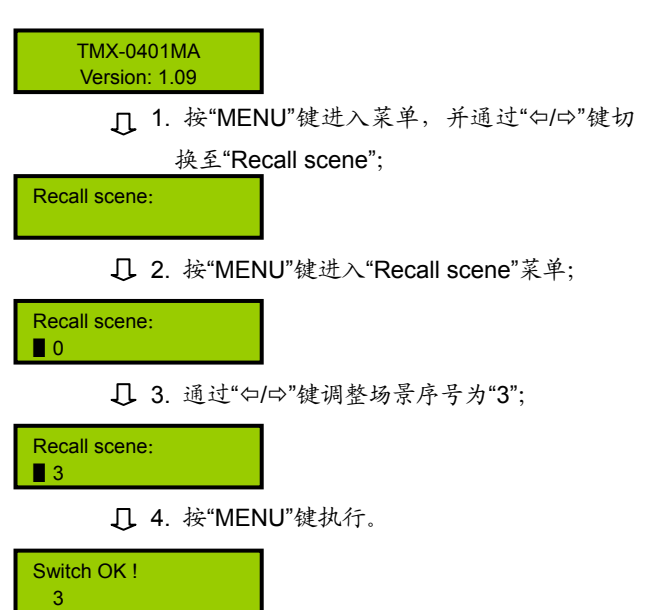 TMX-0401MA
Version: 1.09
1. 按“MENU”键进入菜单，并通过“⇦/⇨”键切
换至“Recall scene”;
Recall scene:
2. 按“MENU”键进入“Recall scene”菜单;
Recall scene:
0
3. 通过“⇦/⇨”键调整场景序号为“3”;
Recall scene:
3
4. 按“MENU”键执行。
Switch OK !
3